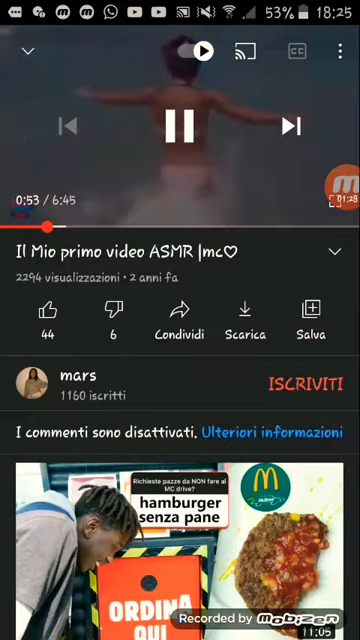 53% 18:25
0:53 / 6:45
01:28
Il Mio primo video ASMR |mc♡
2294 visualizzazioni • 2 anni fa
44
6
Condividi
Scarica
Salva
mars
1160 iscritti
ISCRIVITI
I commenti sono disattivati. Ulteriori informazioni
Richieste pazze da NON fare al
MC drive?
hamburger
senza pane
ORDINA
QUI
11:05
Recorded by Mobizen